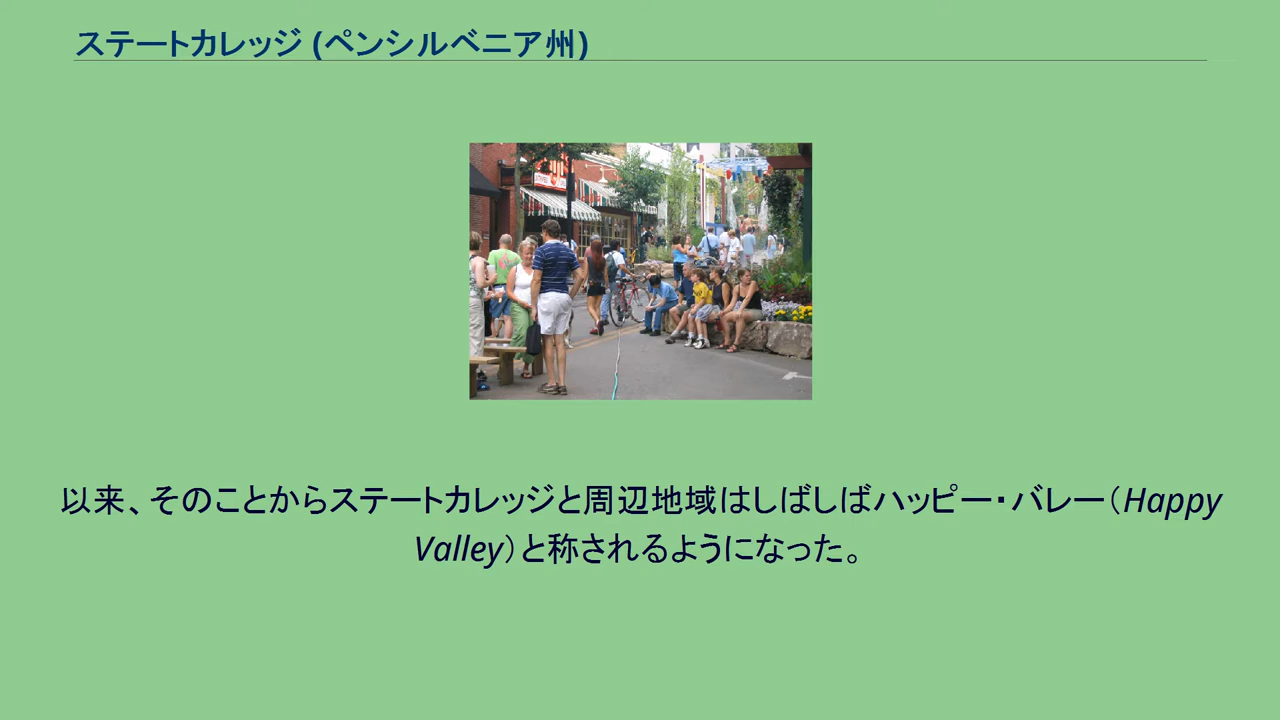 ステートカレッジ (ペンシルベニア州)
以来、そのことからステートカレッジと周辺地域はしばしばハッピー・バレー（Happy
Valley）と称されるようになった。